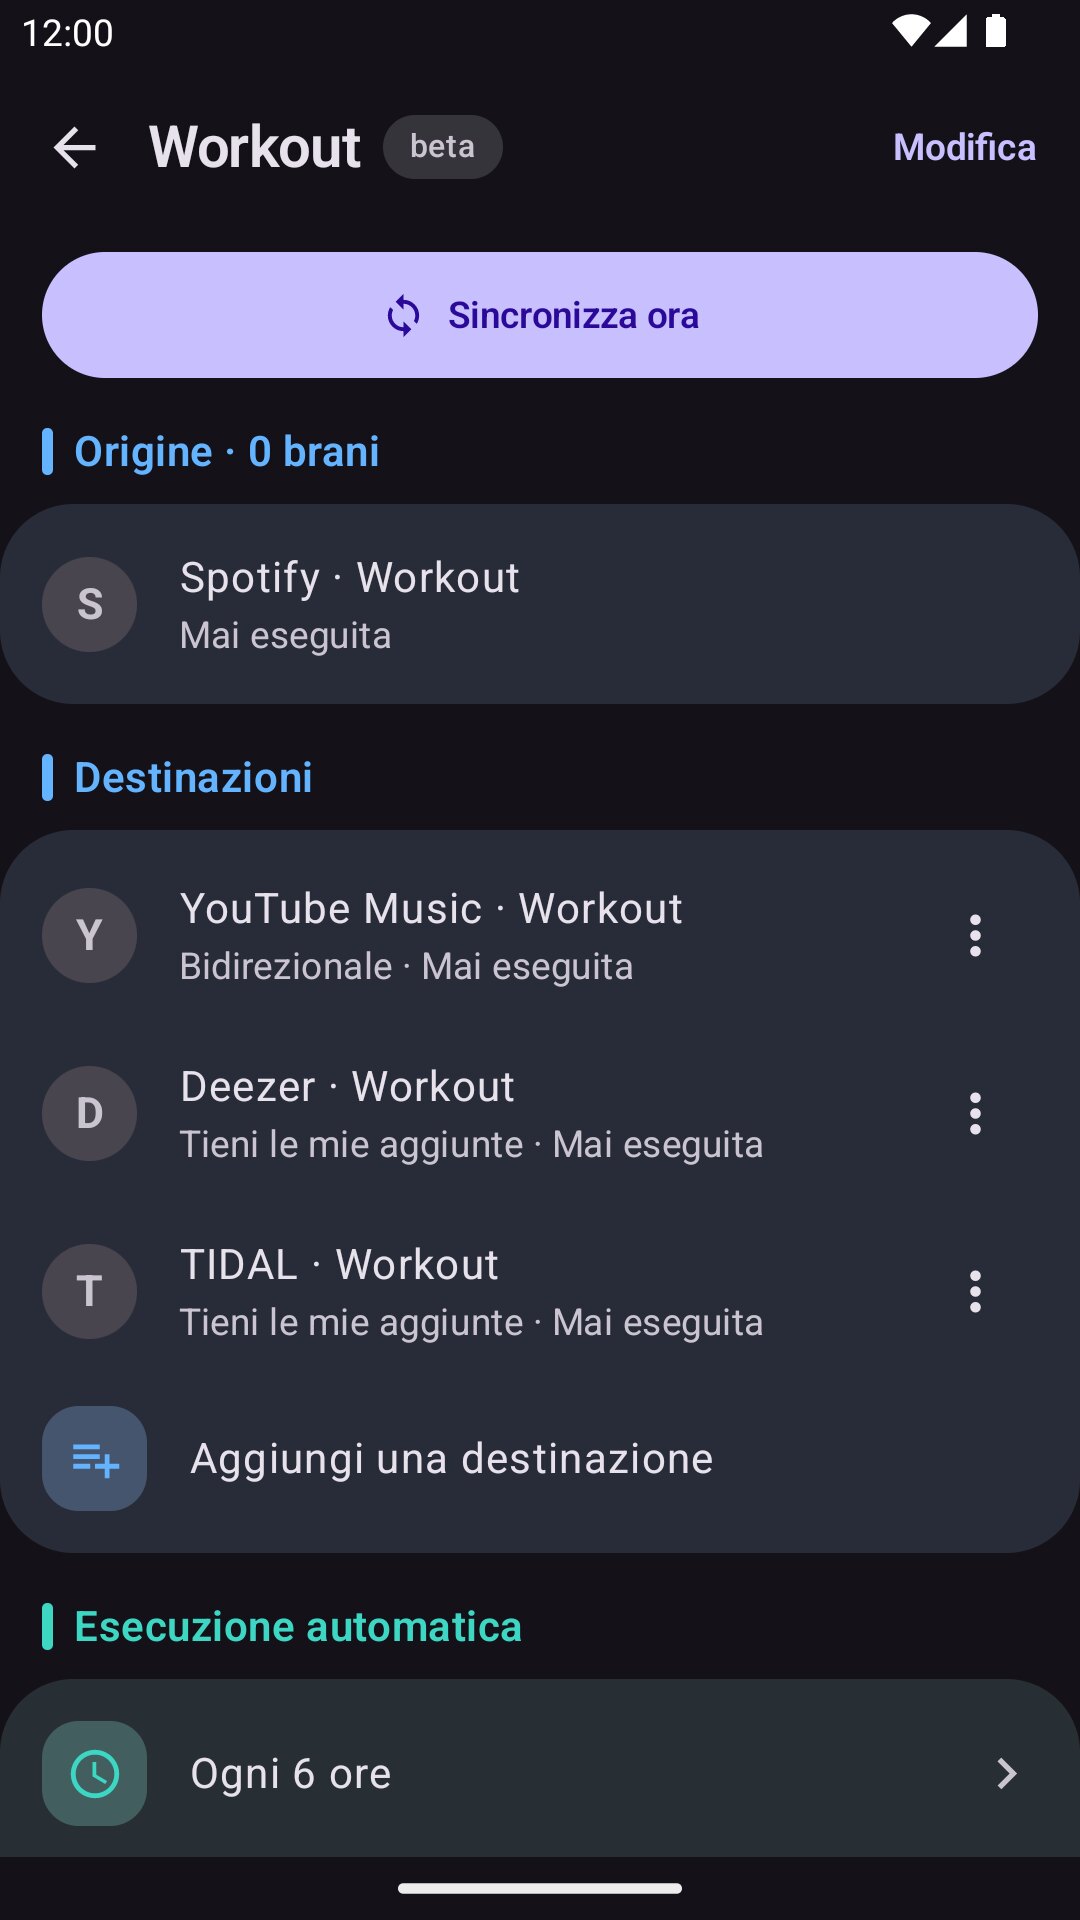 12:00
Workout beta Modifica
Sincronizza ora
Origine · 0 brani
S
Spotify · Workout
Mai eseguita
Destinazioni
Y
YouTube Music · Workout
Bidirezionale · Mai eseguita
D
Deezer · Workout
Tieni le mie aggiunte · Mai eseguita
T
TIDAL · Workout
Tieni le mie aggiunte · Mai eseguita
Aggiungi una destinazione
Esecuzione automatica
Ogni 6 ore